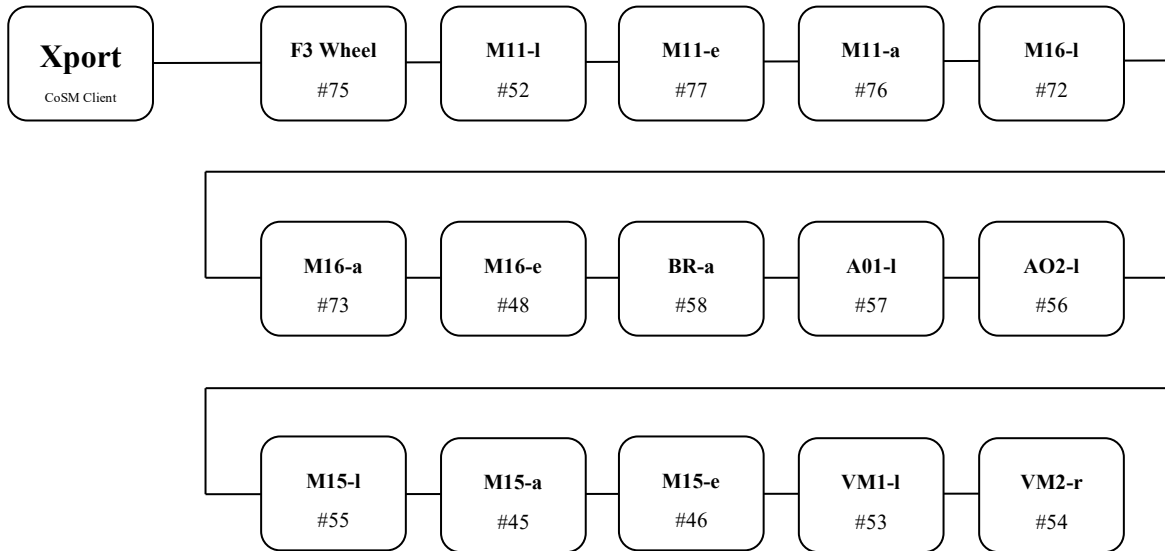 Xport
CoSM Client
F3 Wheel
#75
M11-l
#52
M11-e
#77
M11-a
#76
M16-l
#72
M16-a
#73
M16-e
#48
BR-a
#58
A01-l
#57
AO2-l
#56
M15-l
#55
M15-a
#45
M15-e
#46
VM1-l
#53
VM2-r
#54